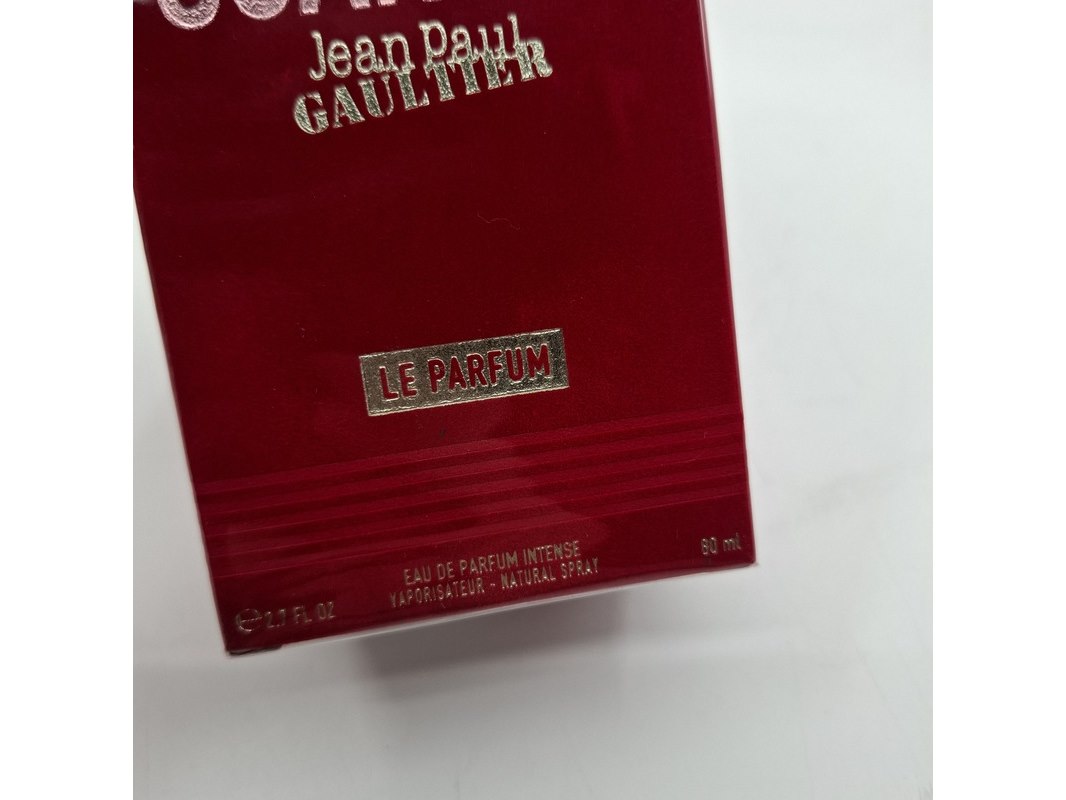 Jean Paul
GAULTIER
LE PARFUM
EAU DE PARFUM INTENSE
VAPORISATEUR - NATURAL SPRAY
℮ 2.7 FL OZ
80 ml